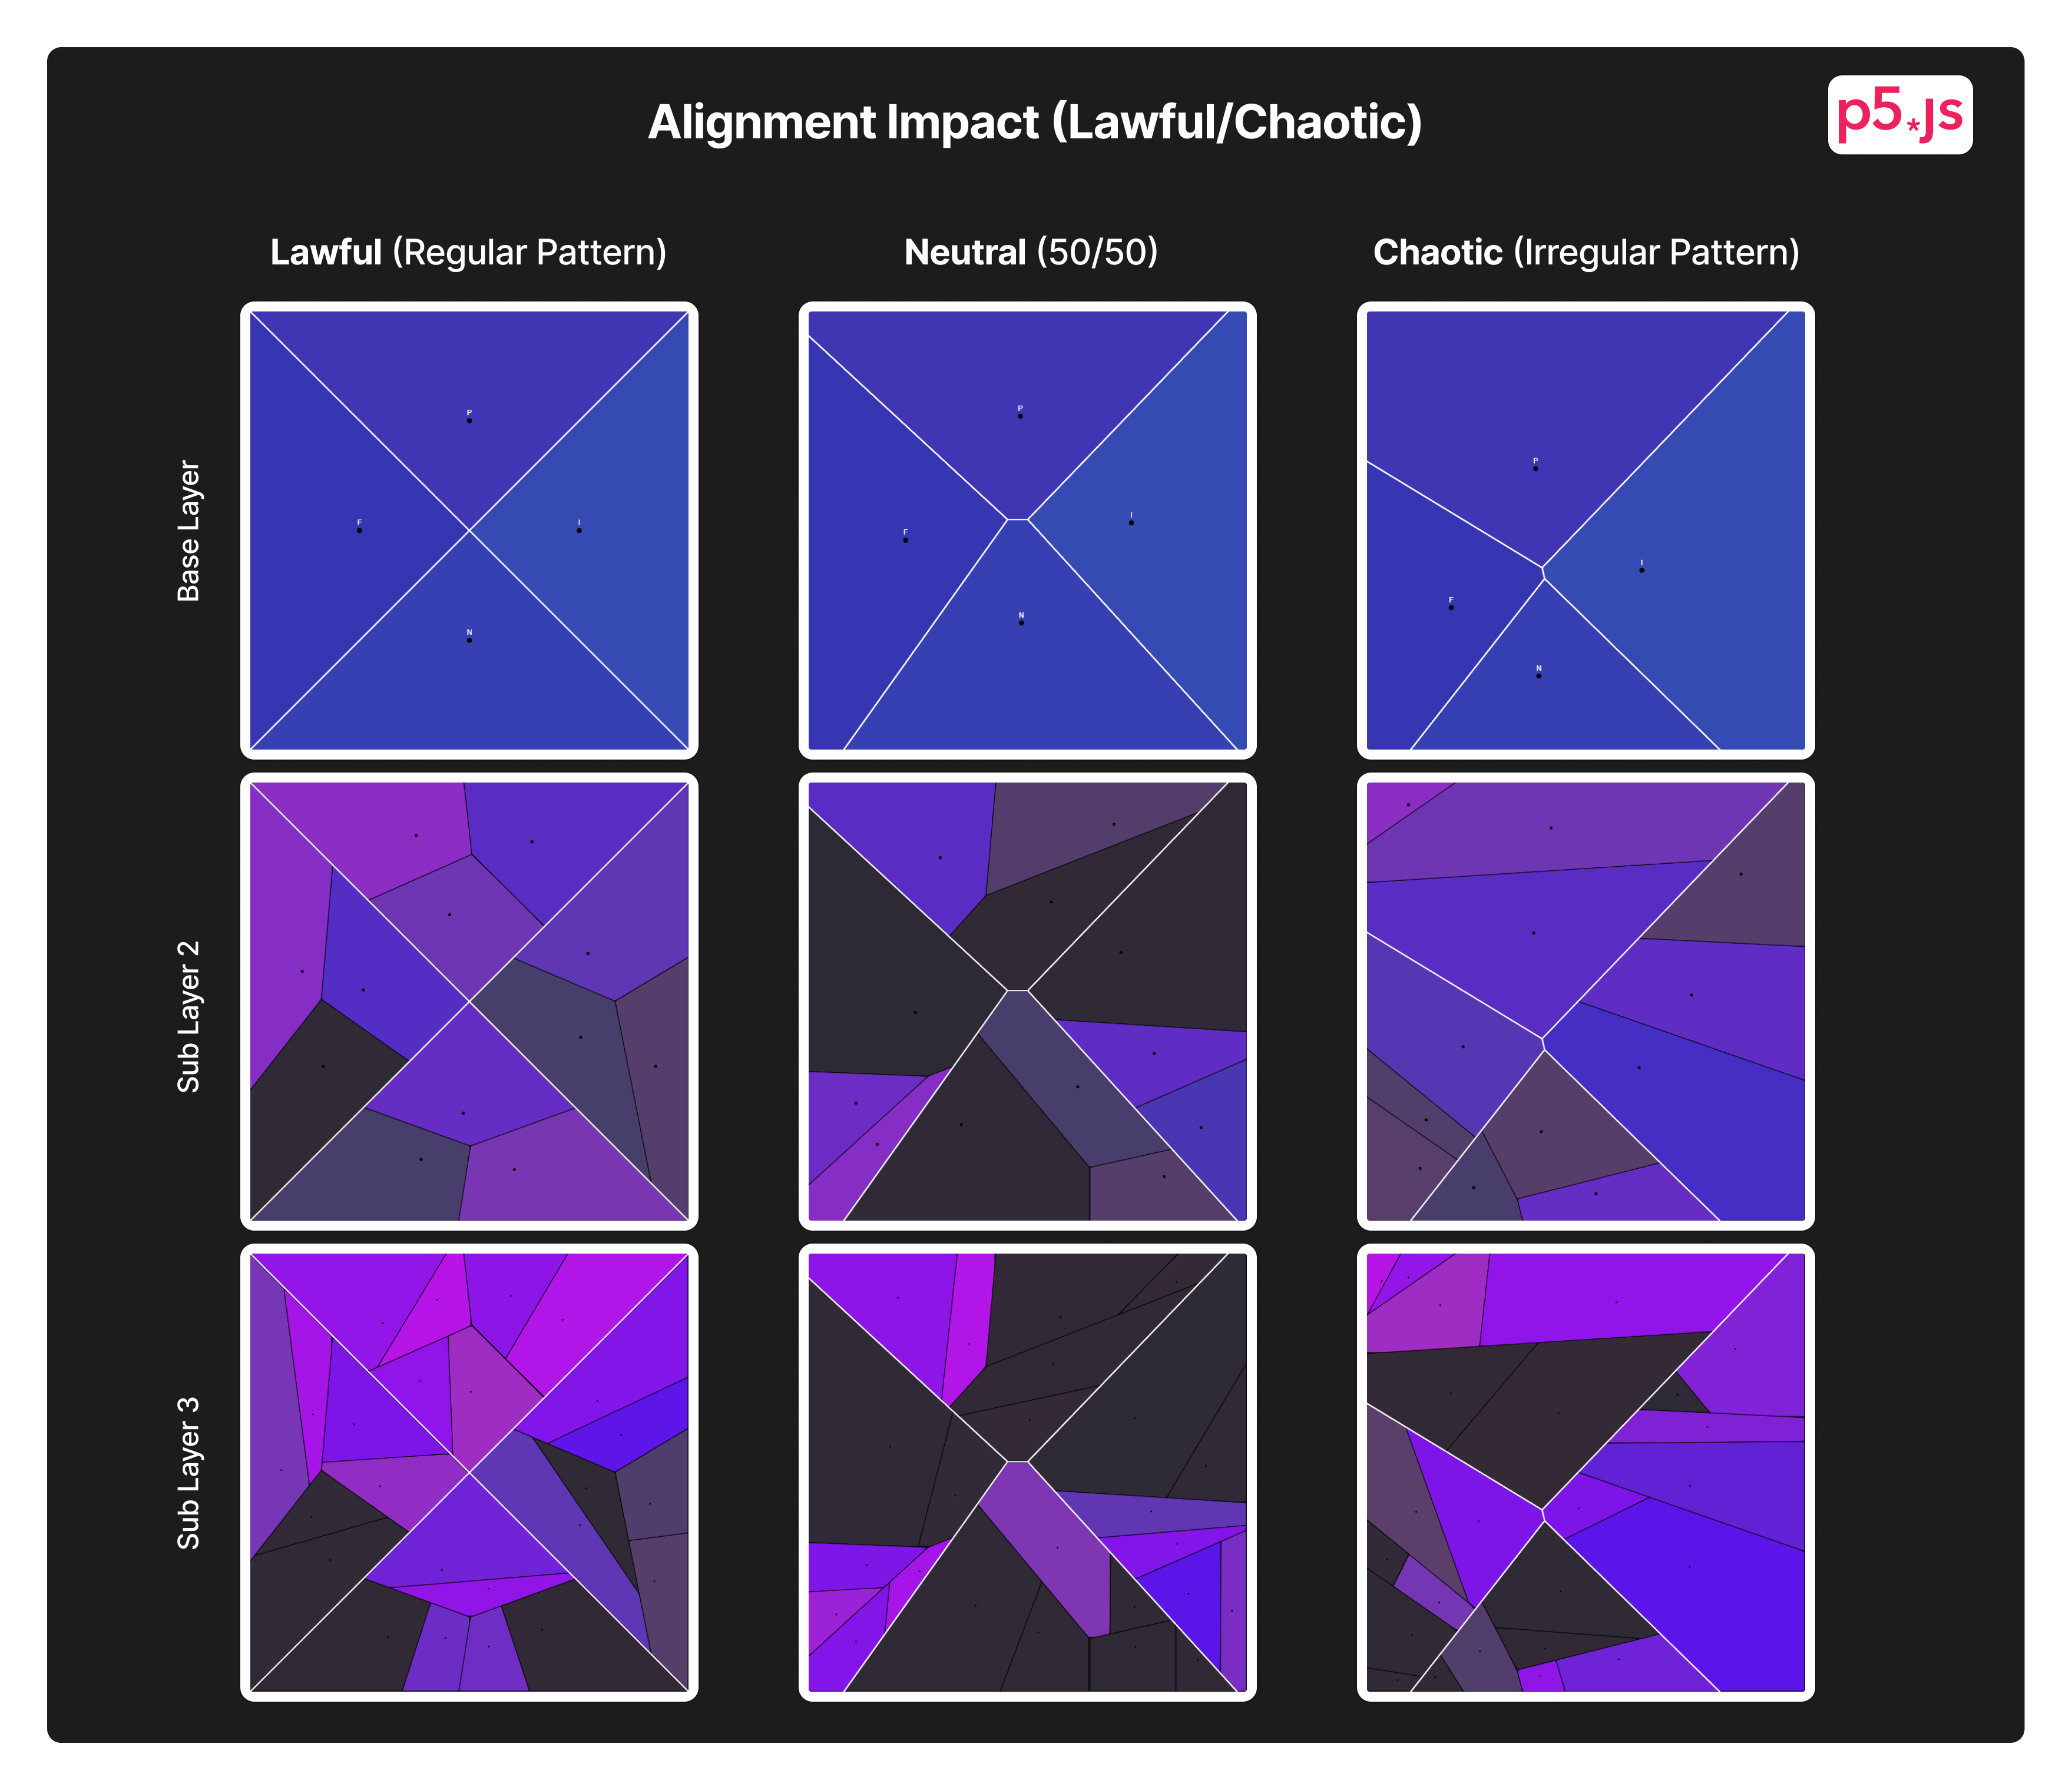 Alignment Impact (Lawful/Chaotic)
p5*JS
Lawful (Regular Pattern)
Neutral (50/50)
Chaotic (Irregular Pattern)
Base Layer
P
F
I
N
P
I
F
N
P
I
F
N
Sub Layer 2
Sub Layer 3